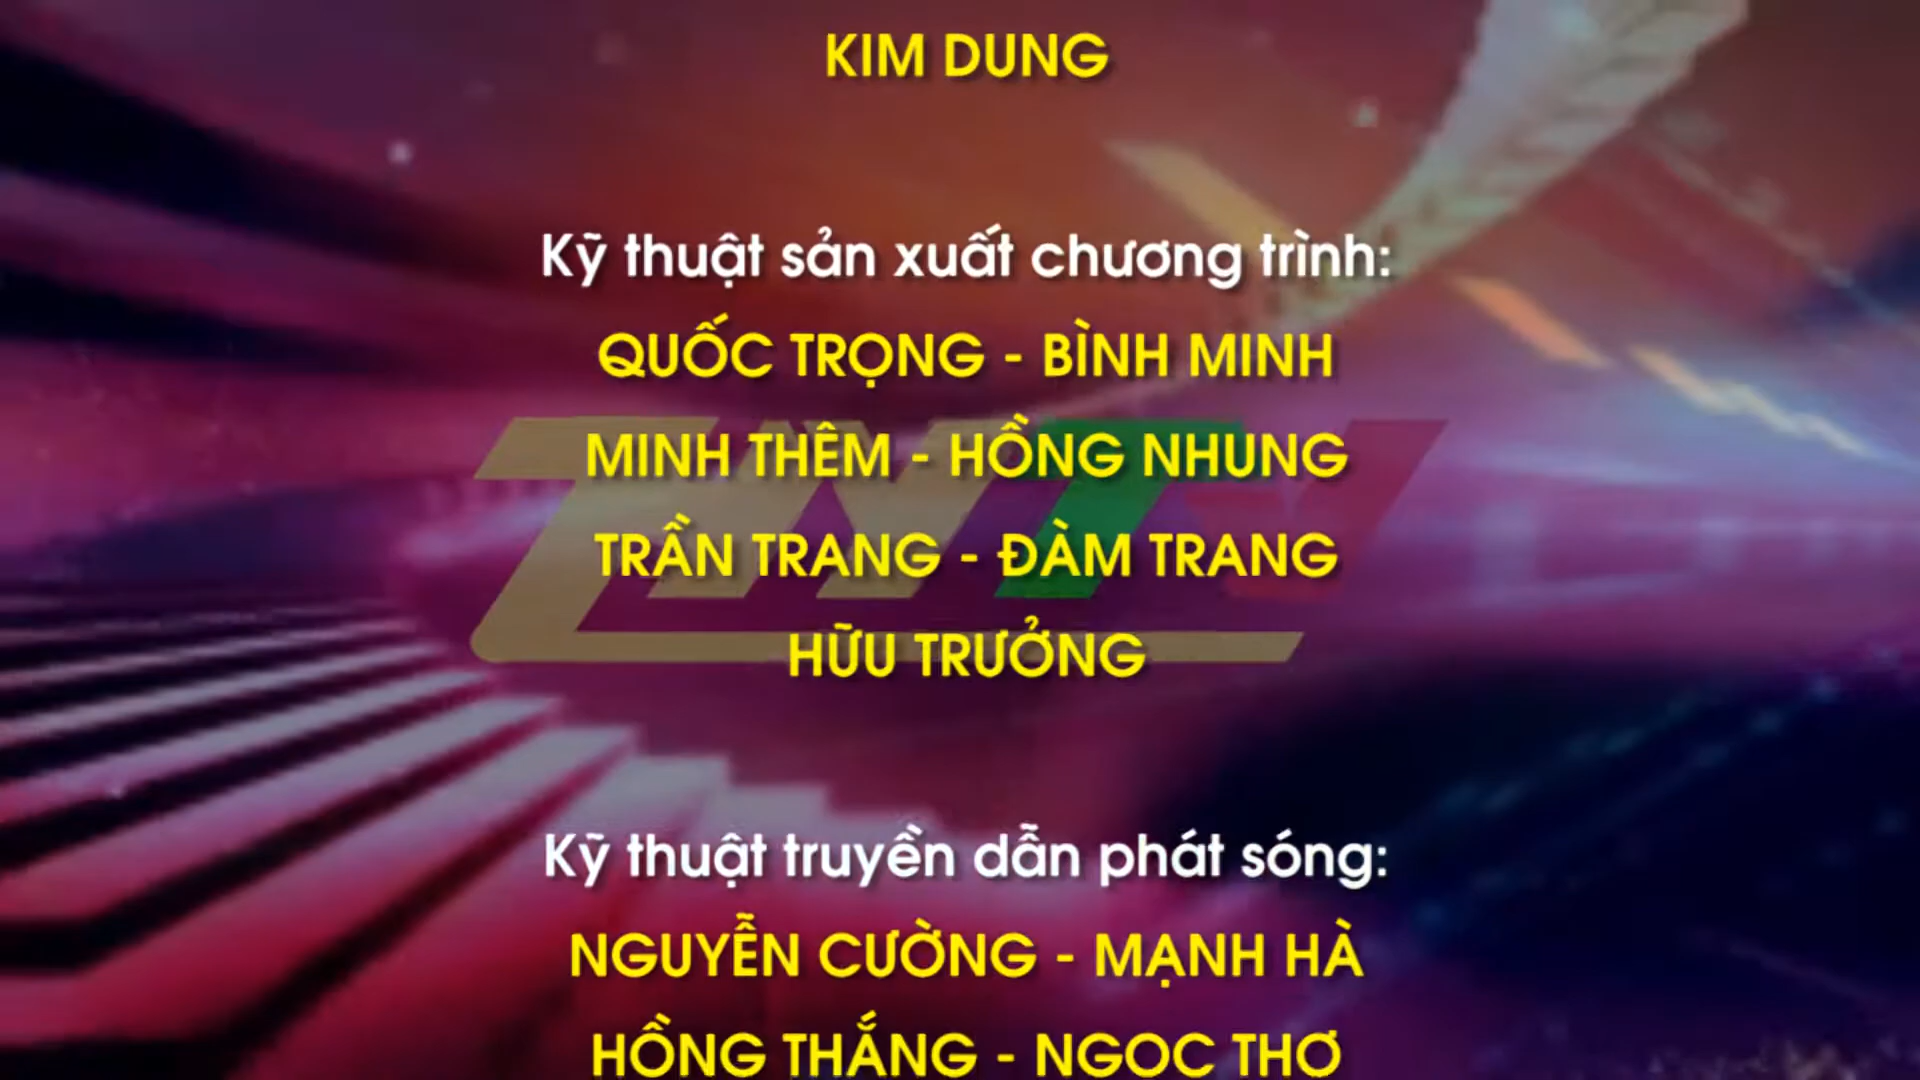 KIM DUNG
Kỹ thuật sản xuất chương trình:
QUỐC TRỌNG - BÌNH MINH
MINH THÊM - HỒNG NHUNG
TRẦN TRANG - ĐÀM TRANG
HỮU TRƯỞNG
Kỹ thuật truyền dẫn phát sóng:
NGUYỄN CƯỜNG - MẠNH HÀ
HỒNG THẮNG - NGỌC THƠ